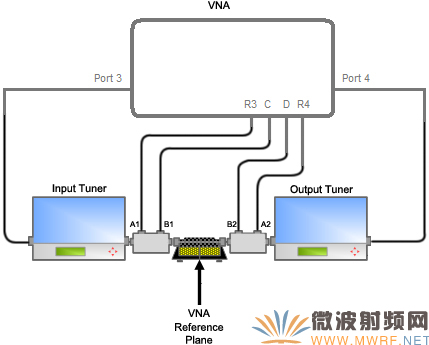 VNA
Port 3
Port 4
R3 C D R4
Input Tuner
Output Tuner
A1
B1
B2
A2
VNA
Reference
Plane
微波射频网
WWW.MWRF.NET